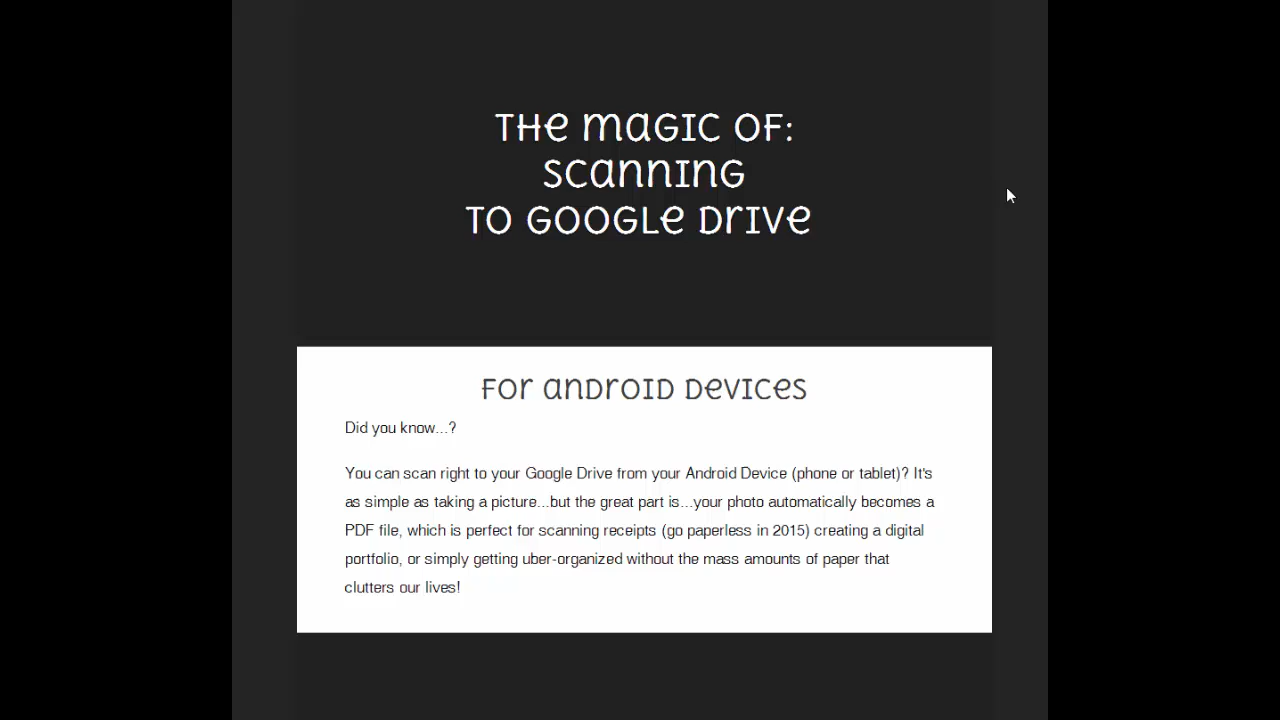 THe maGIC OF:
scannInG
TO GOOGLe DrIve
FOr anDrOID DevICes
Did you know...?
You can scan right to your Google Drive from your Android Device (phone or tablet)? It's
as simple as taking a picture...but the great part is...your photo automatically becomes a
PDF file, which is perfect for scanning receipts (go paperless in 2015) creating a digital
portfolio, or simply getting uber-organized without the mass amounts of paper that
clutters our lives!